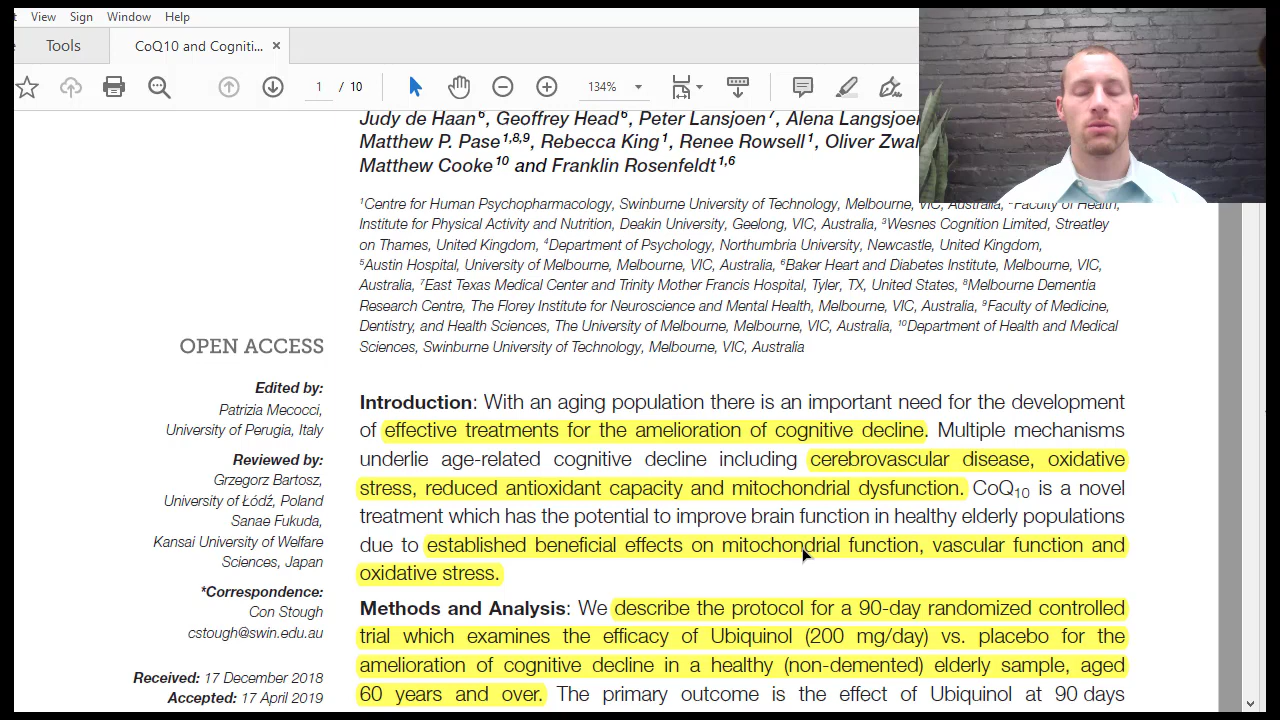 View Sign Window Help
Tools
CoQ10 and Cogniti... ×
1 / 10
134%
Judy de Haan⁶, Geoffrey Head⁶, Peter Lansjoen⁷, Alena Langsjoen
Matthew P. Pase¹,⁸,⁹, Rebecca King¹, Renee Rowsell¹, Oliver
Matthew Cooke¹⁰ and Franklin Rosenfeldt¹,⁶
¹Centre for Human Psychopharmacology, Swinburne University of Technology, Melbourne, VIC, Australia, ²Faculty of Health,
Institute for Physical Activity and Nutrition, Deakin University, Geelong, VIC, Australia, ³Wesnes Cognition Limited, Streatley
on Thames, United Kingdom, ⁴Department of Psychology, Northumbria University, Newcastle, United Kingdom,
⁵Austin Hospital, University of Melbourne, Melbourne, VIC, Australia, ⁶Baker Heart and Diabetes Institute, Melbourne, VIC,
Australia, ⁷East Texas Medical Center and Trinity Mother Francis Hospital, Tyler, TX, United States, ⁸Melbourne Dementia
Research Centre, The Florey Institute for Neuroscience and Mental Health, Melbourne, VIC, Australia, ⁹Faculty of Medicine,
Dentistry, and Health Sciences, The University of Melbourne, Melbourne, VIC, Australia, ¹⁰Department of Health and Medical
Sciences, Swinburne University of Technology, Melbourne, VIC, Australia
OPEN ACCESS
Edited by:
Patrizia Mecocci,
University of Perugia, Italy
Reviewed by:
Grzegorz Bartosz,
University of Łódź, Poland
Sanae Fukuda,
Kansai University of Welfare
Sciences, Japan
*Correspondence:
Con Stough
cstough@swin.edu.au
Received: 17 December 2018
Accepted: 17 April 2019
Introduction: With an aging population there is an important need for the development
of effective treatments for the amelioration of cognitive decline. Multiple mechanisms
underlie age-related cognitive decline including cerebrovascular disease, oxidative
stress, reduced antioxidant capacity and mitochondrial dysfunction. CoQ₁₀ is a novel
treatment which has the potential to improve brain function in healthy elderly populations
due to established beneficial effects on mitochondrial function, vascular function and
oxidative stress.
Methods and Analysis: We describe the protocol for a 90-day randomized controlled
trial which examines the efficacy of Ubiquinol (200 mg/day) vs. placebo for the
amelioration of cognitive decline in a healthy (non-demented) elderly sample, aged
60 years and over. The primary outcome is the effect of Ubiquinol at 90 days